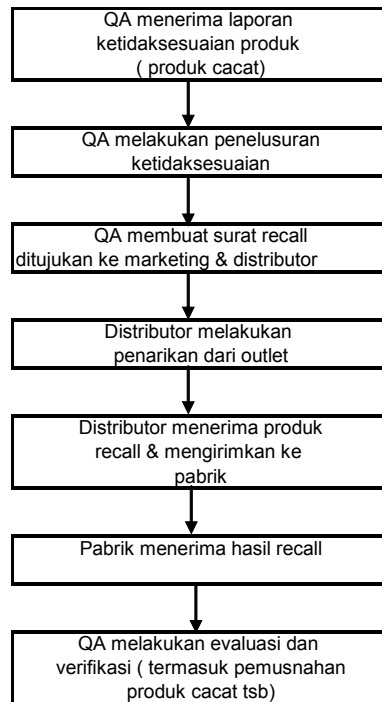 QA menerima laporan
ketidaksesuaian produk
( produk cacat)
QA melakukan penelusuran
ketidaksesuaian
QA membuat surat recall
ditujukan ke marketing & distributor
Distributor melakukan
penarikan dari outlet
Distributor menerima produk
recall & mengirimkan ke
pabrik
Pabrik menerima hasil recall
QA melakukan evaluasi dan
verifikasi ( termasuk pemusnahan
produk cacat tsb)